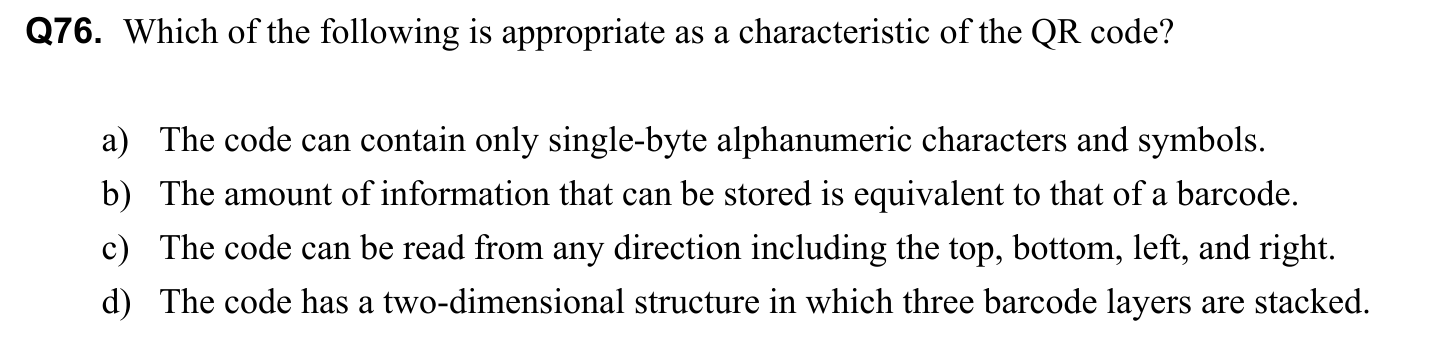 Q76. Which of the following is appropriate as a characteristic of the QR code?
a) The code can contain only single-byte alphanumeric characters and symbols.
b) The amount of information that can be stored is equivalent to that of a barcode.
c) The code can be read from any direction including the top, bottom, left, and right.
d) The code has a two-dimensional structure in which three barcode layers are stacked.